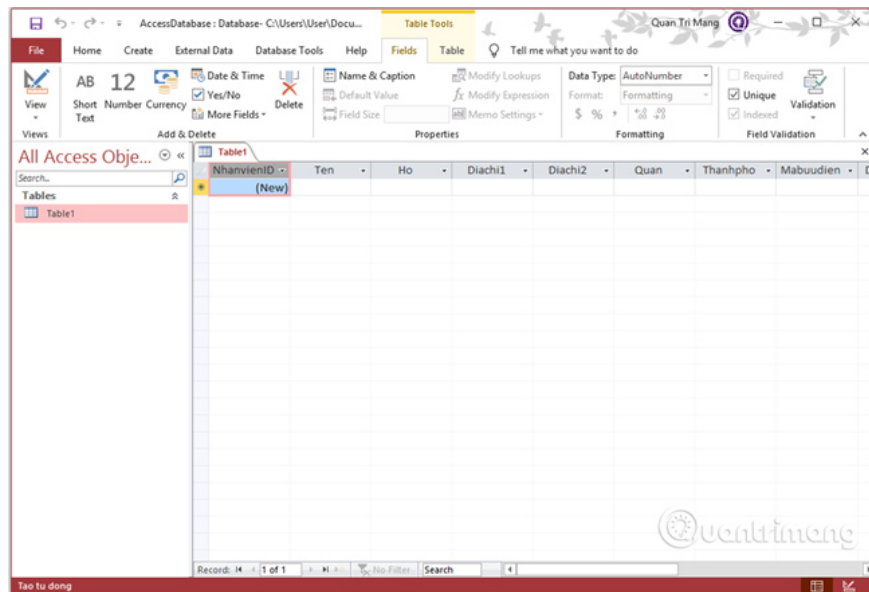 AccessDatabase : Database- C:\Users\User\Docu... Table Tools Quan Tri Mang
File Home Create External Data Database Tools Help Fields Table Tell me what you want to do
View
Views
AB Short Text
12 Number
Currency
Date & Time
Yes/No
More Fields
Delete
Add & Delete
Name & Caption
Default Value
Field Size
Modify Lookups
fx Modify Expression
ab Memo Settings
Properties
Data Type: AutoNumber
Format: Formatting
$ % ,
Formatting
Required
Unique
Indexed
Validation
Field Validation
All Access Obje... «
Search...
Tables
Table1
Table1
NhanvienID Ten Ho Diachi1 Diachi2 Quan Thanhpho Mabuudien
(New)
Quantrimang
Record: 1 of 1 No Filter Search
Tao tu dong